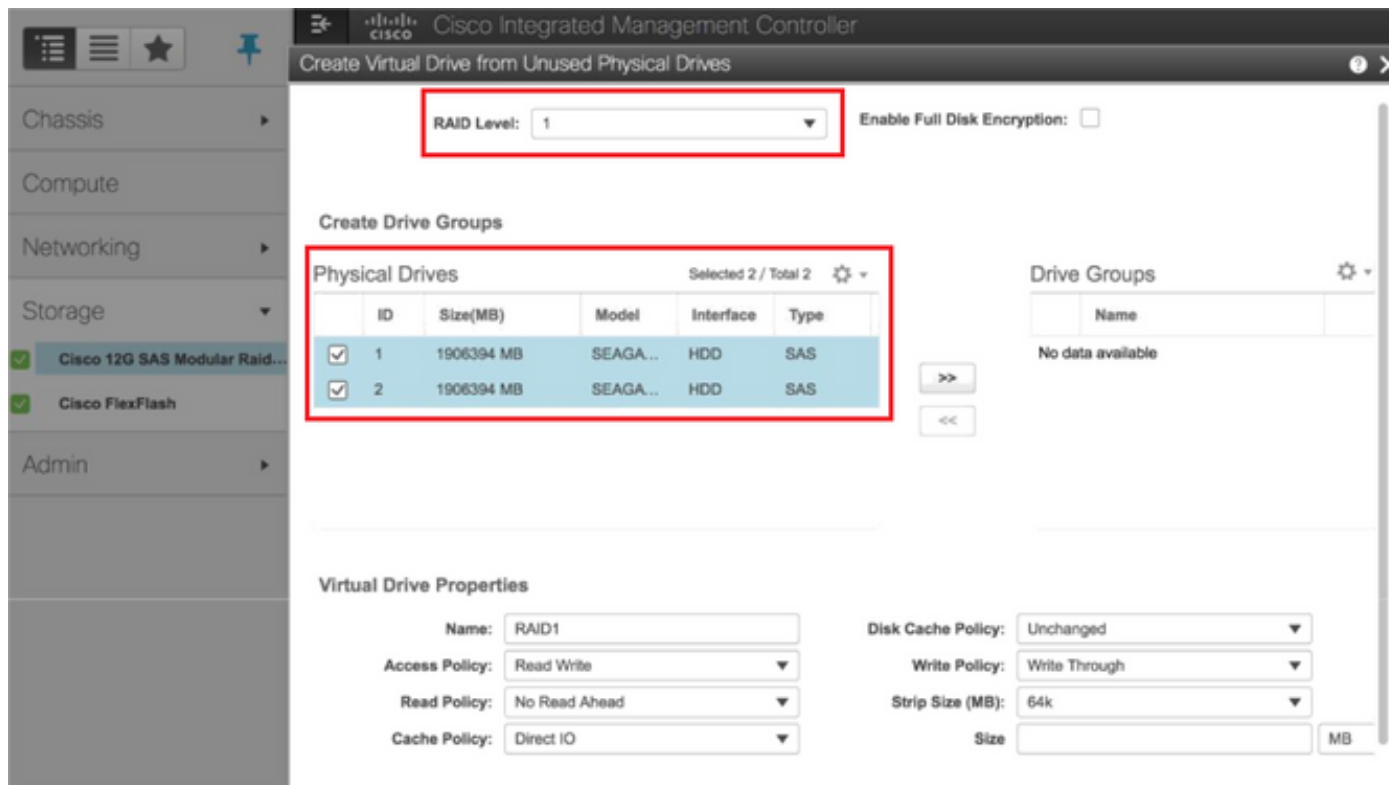 CISCO Cisco Integrated Management Controller
Create Virtual Drive from Unused Physical Drives
Chassis
Compute
Networking
Storage
Cisco 12G SAS Modular Raid...
Cisco FlexFlash
Admin
RAID Level: 1
Enable Full Disk Encryption:
Create Drive Groups
Physical Drives Selected 2 / Total 2
ID Size(MB) Model Interface Type
1 1906394 MB SEAGA... HDD SAS
2 1906394 MB SEAGA... HDD SAS
>>
<<
Drive Groups
Name
No data available
Virtual Drive Properties
Name: RAID1
Access Policy: Read Write
Read Policy: No Read Ahead
Cache Policy: Direct IO
Disk Cache Policy: Unchanged
Write Policy: Write Through
Strip Size (MB): 64k
Size MB